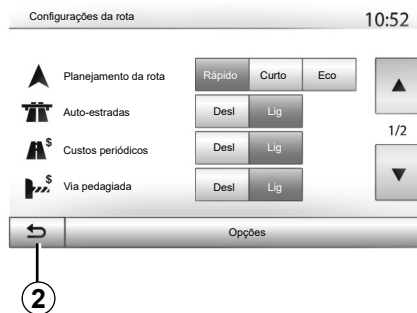 Configurações da rota 10:52
Planejamento da rota Rápido Curto Eco
Auto-estradas Desl Lig
$ Custos periódicos Desl Lig
1/2
$ Via pedagiada Desl Lig
Opções
2